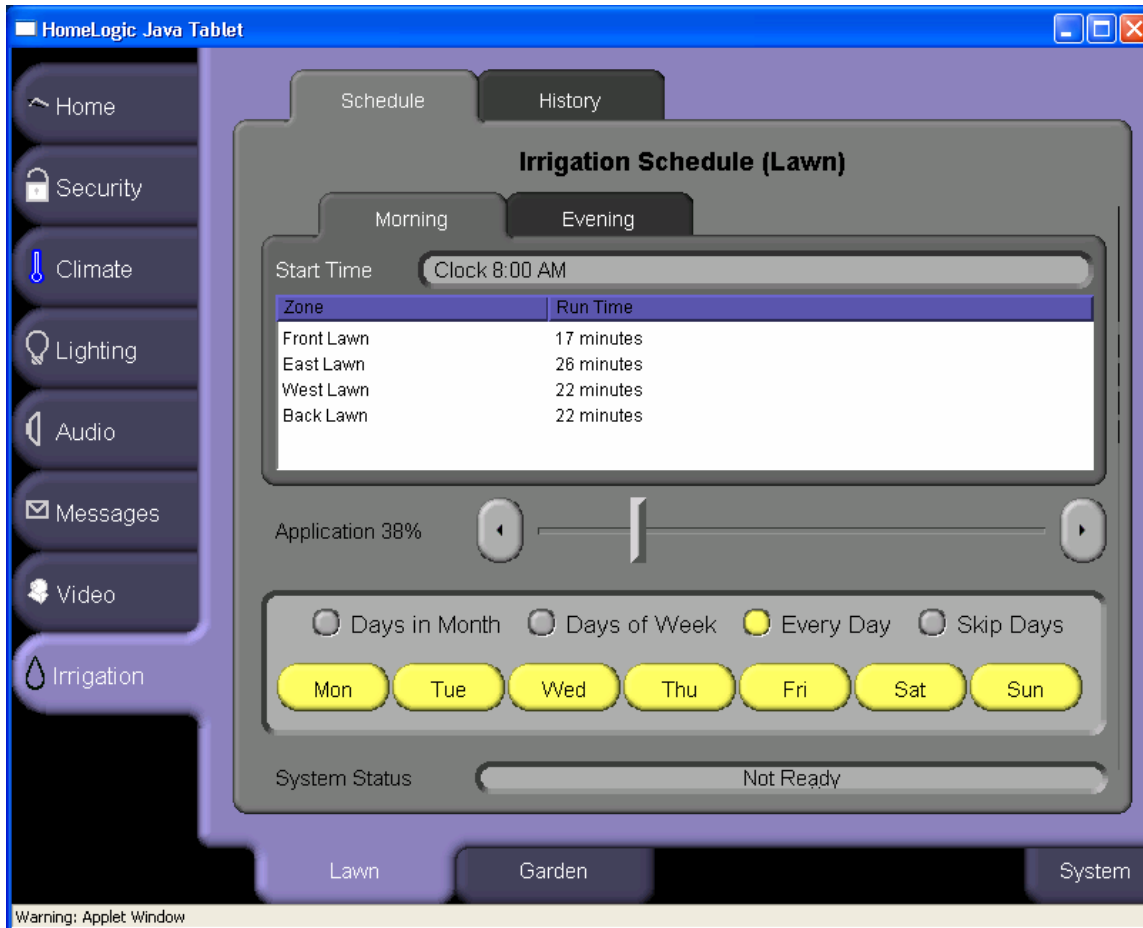 HomeLogic Java Tablet
Home
Security
Climate
Lighting
Audio
Messages
Video
Irrigation
Schedule History
Irrigation Schedule (Lawn)
Morning Evening
Start Time Clock 8:00 AM
Zone Run Time
Front Lawn 17 minutes
East Lawn 26 minutes
West Lawn 22 minutes
Back Lawn 22 minutes
Application 38%
Days in Month Days of Week Every Day Skip Days
Mon Tue Wed Thu Fri Sat Sun
System Status Not Ready
Lawn Garden System
Warning: Applet Window